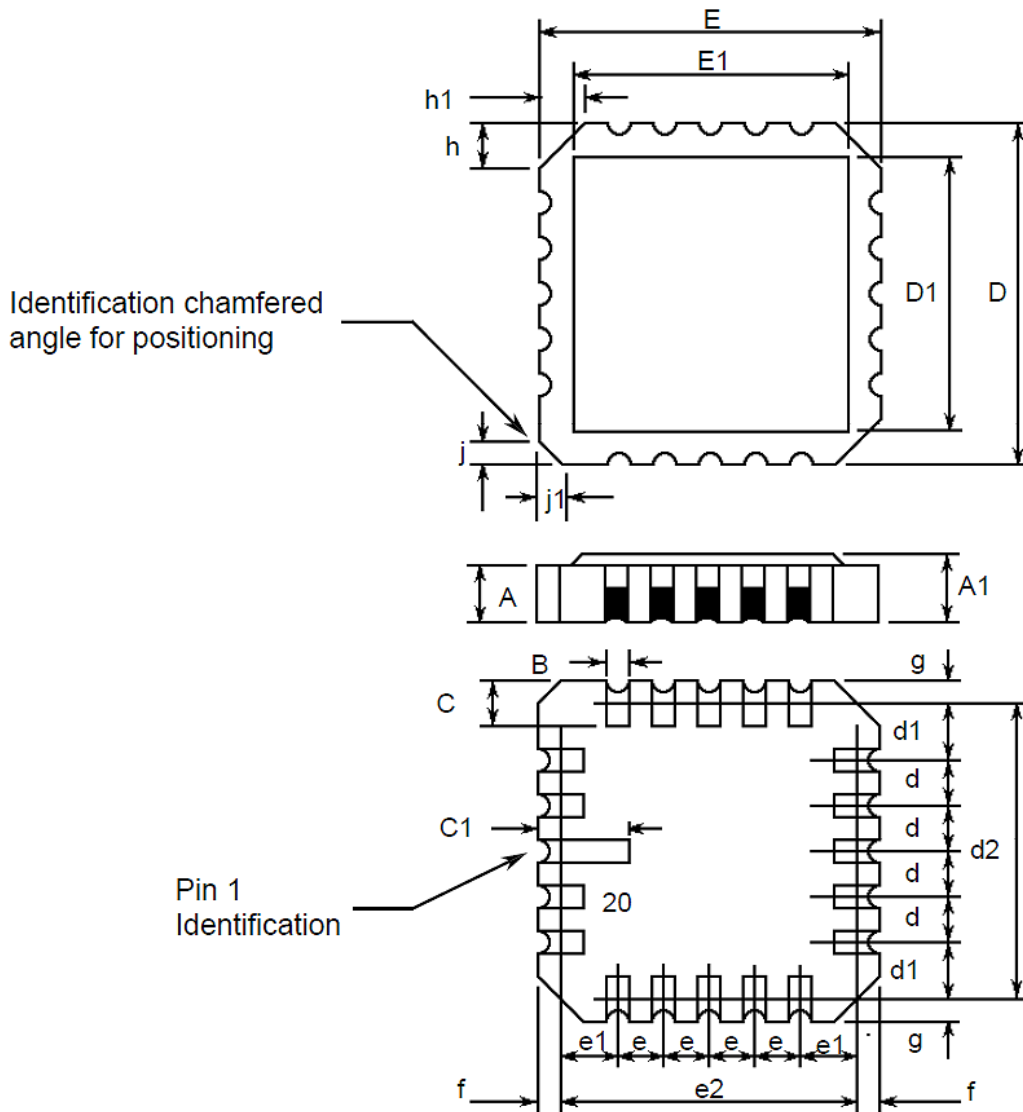 E
E1
h1
h
Identification chamfered
angle for positioning
D1
D
j
j1
A
A1
B
g
C
d1
d
C1
d
d2
d
Pin 1
Identification
20
d
d1
e1
e
e
e
e
e1
g
f
e2
f